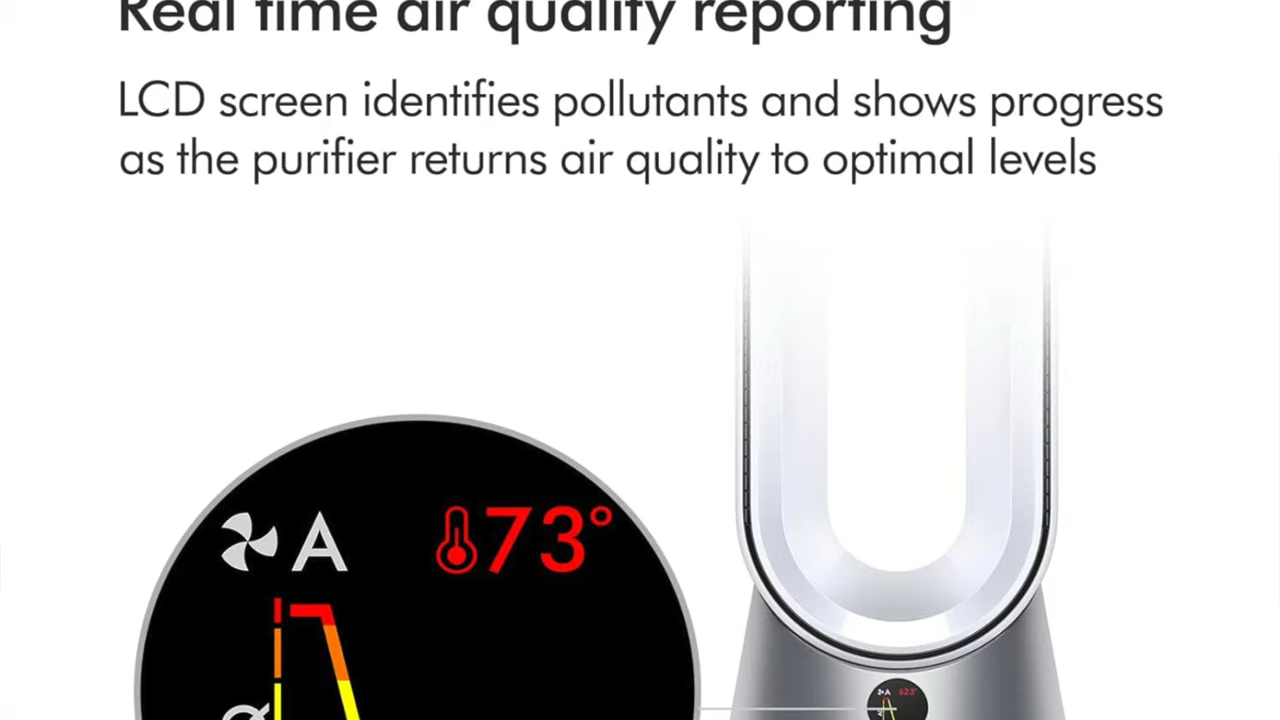 Real time air quality reporting
LCD screen identifies pollutants and shows progress
as the purifier returns air quality to optimal levels
A 73°
A 23°